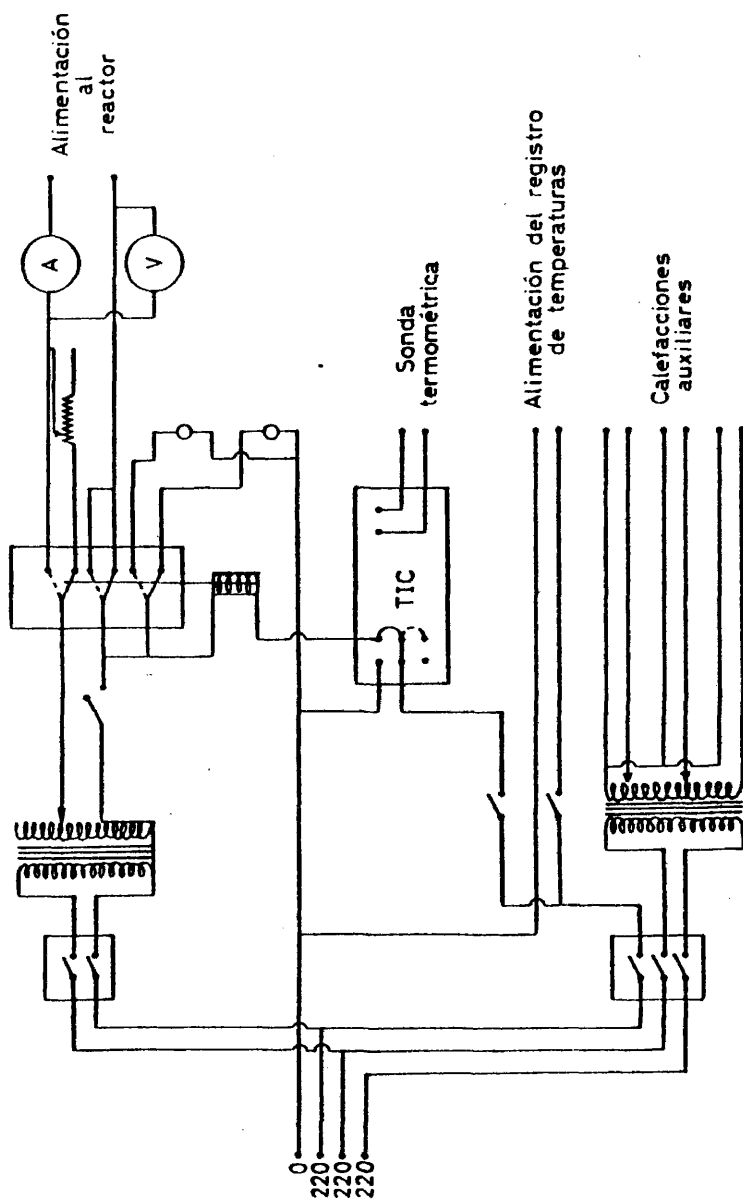 Alimentación
al
reactor
A
V
Sonda
termométrica
TIC
Alimentación del registro
de temperaturas
Calefacciones
auxiliares
0
220
220
220